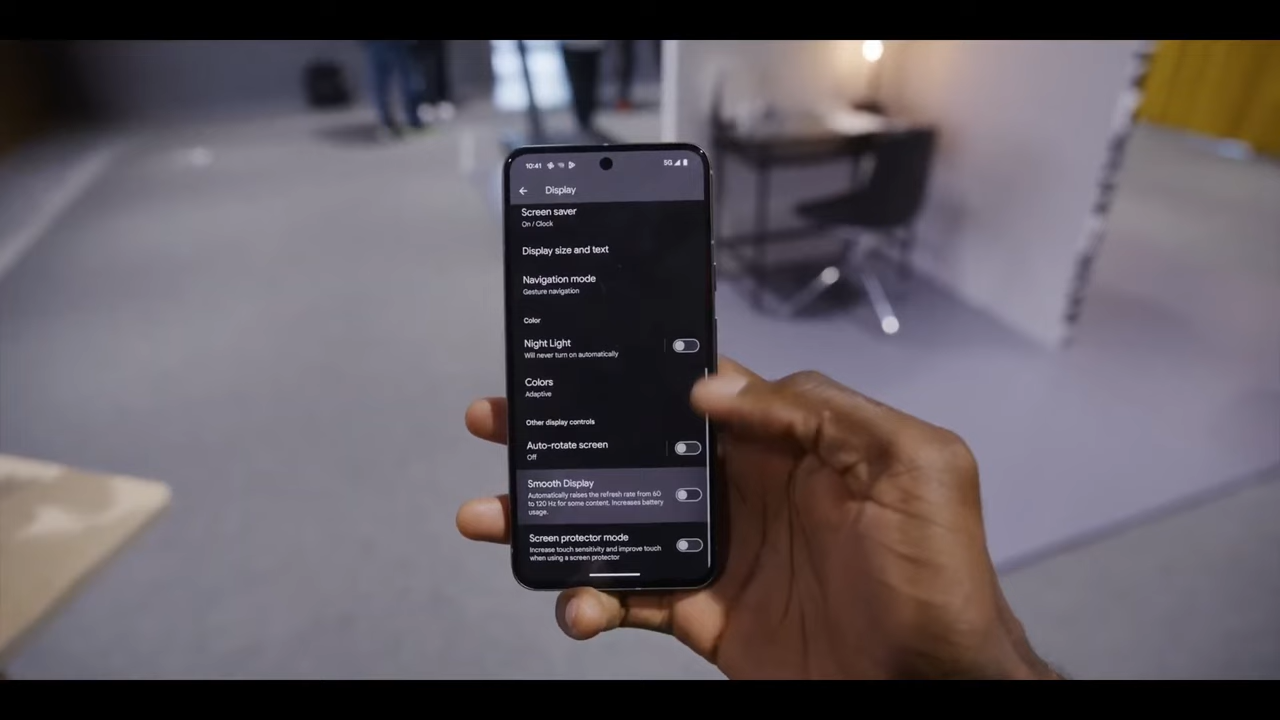 10:41
5G
Display
Screen saver
On / Clock
Display size and text
Navigation mode
Gesture navigation
Color
Night Light
Will never turn on automatically
Colors
Adaptive
Other display controls
Auto-rotate screen
Off
Smooth Display
Automatically raises the refresh rate from 60
to 120 Hz for some content. Increases battery
usage.
Screen protector mode
Increase touch sensitivity and improve touch
when using a screen protector